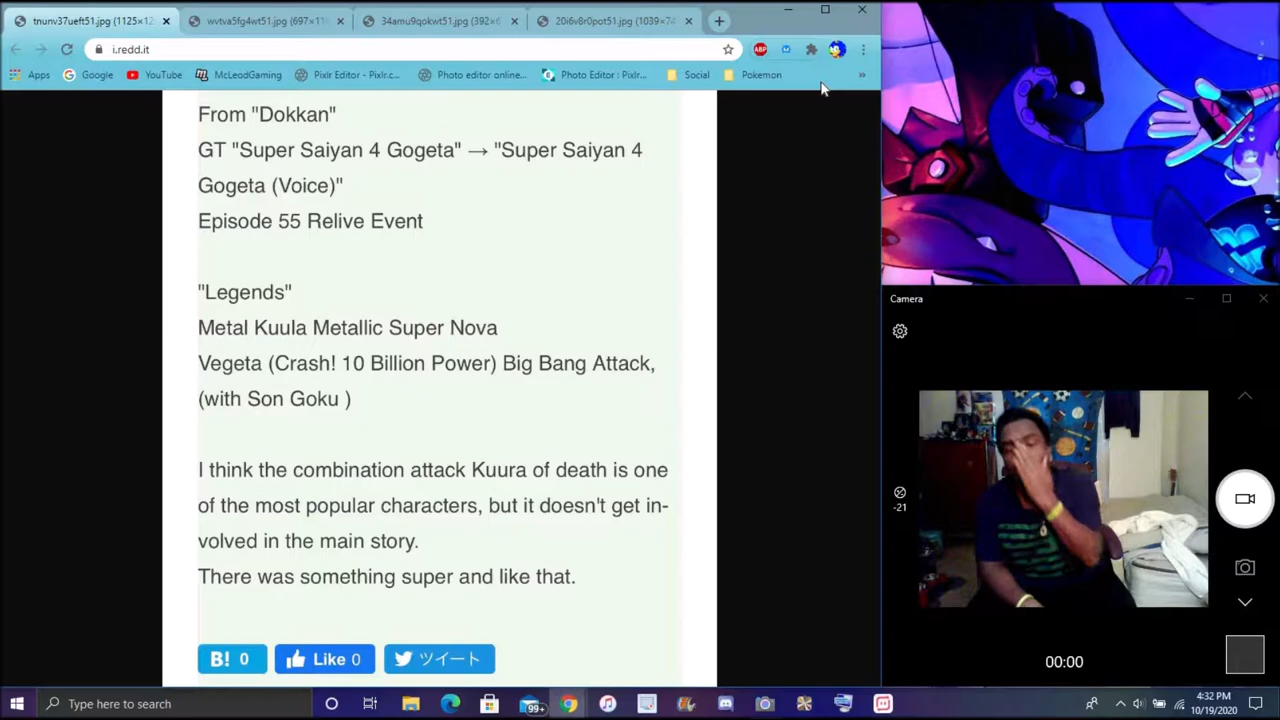 tnunv37ueft51.jpg (1125×12
wvtva5fg4wt51.jpg (697×11
34amu9qokwt51.jpg (392×6
20i6v8r0pot51.jpg (1039×74
i.redd.it
ABP
Apps
Google
YouTube
McLeodGaming
Pixlr Editor - Pixlr.c...
Photo editor online...
Photo Editor : Pixlr...
Social
Pokemon
»
From "Dokkan"
GT "Super Saiyan 4 Gogeta" → "Super Saiyan 4
Gogeta (Voice)"
Episode 55 Relive Event
"Legends"
Metal Kuula Metallic Super Nova
Vegeta (Crash! 10 Billion Power) Big Bang Attack,
(with Son Goku )
I think the combination attack Kuura of death is one
of the most popular characters, but it doesn't get in-
volved in the main story.
There was something super and like that.
B! 0
Like 0
ツイート
Camera
-21
00:00
Type here to search
99+
4:32 PM
10/19/2020